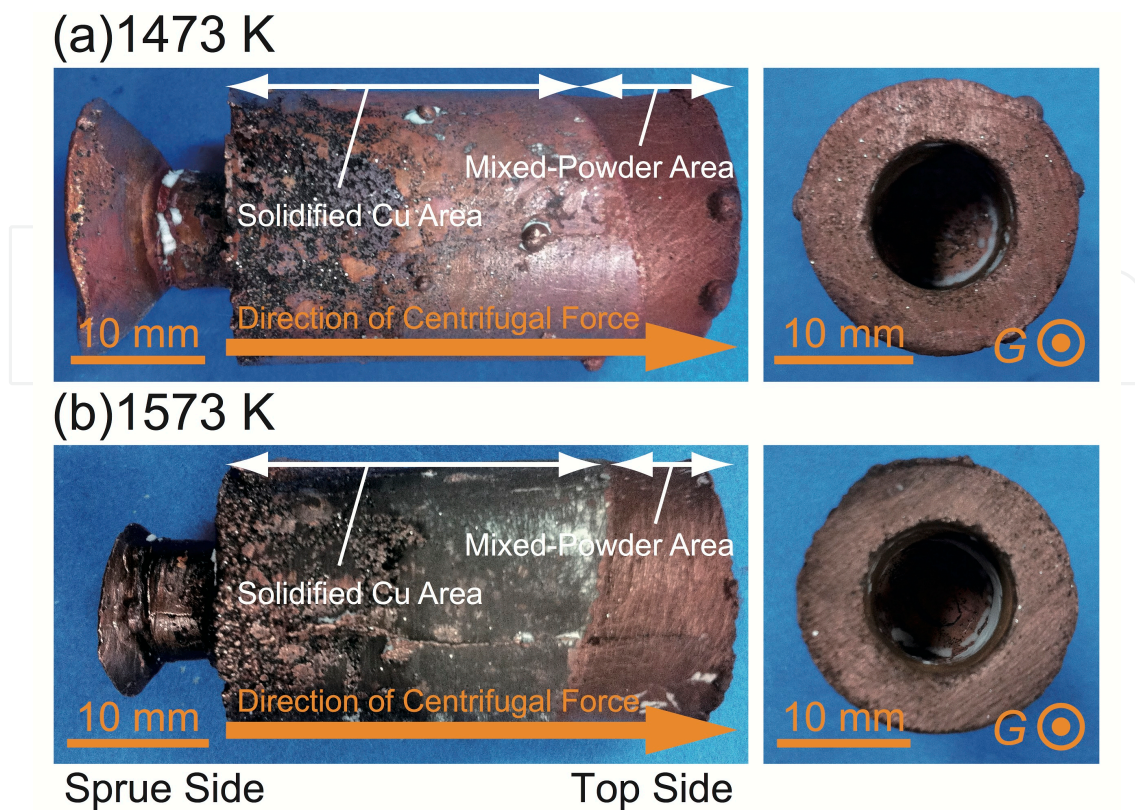 (a)1473 K
Mixed-Powder Area
Solidified Cu Area
Direction of Centrifugal Force
10 mm
10 mm
G
(b)1573 K
Mixed-Powder Area
Solidified Cu Area
Direction of Centrifugal Force
10 mm
10 mm
G
Sprue Side
Top Side